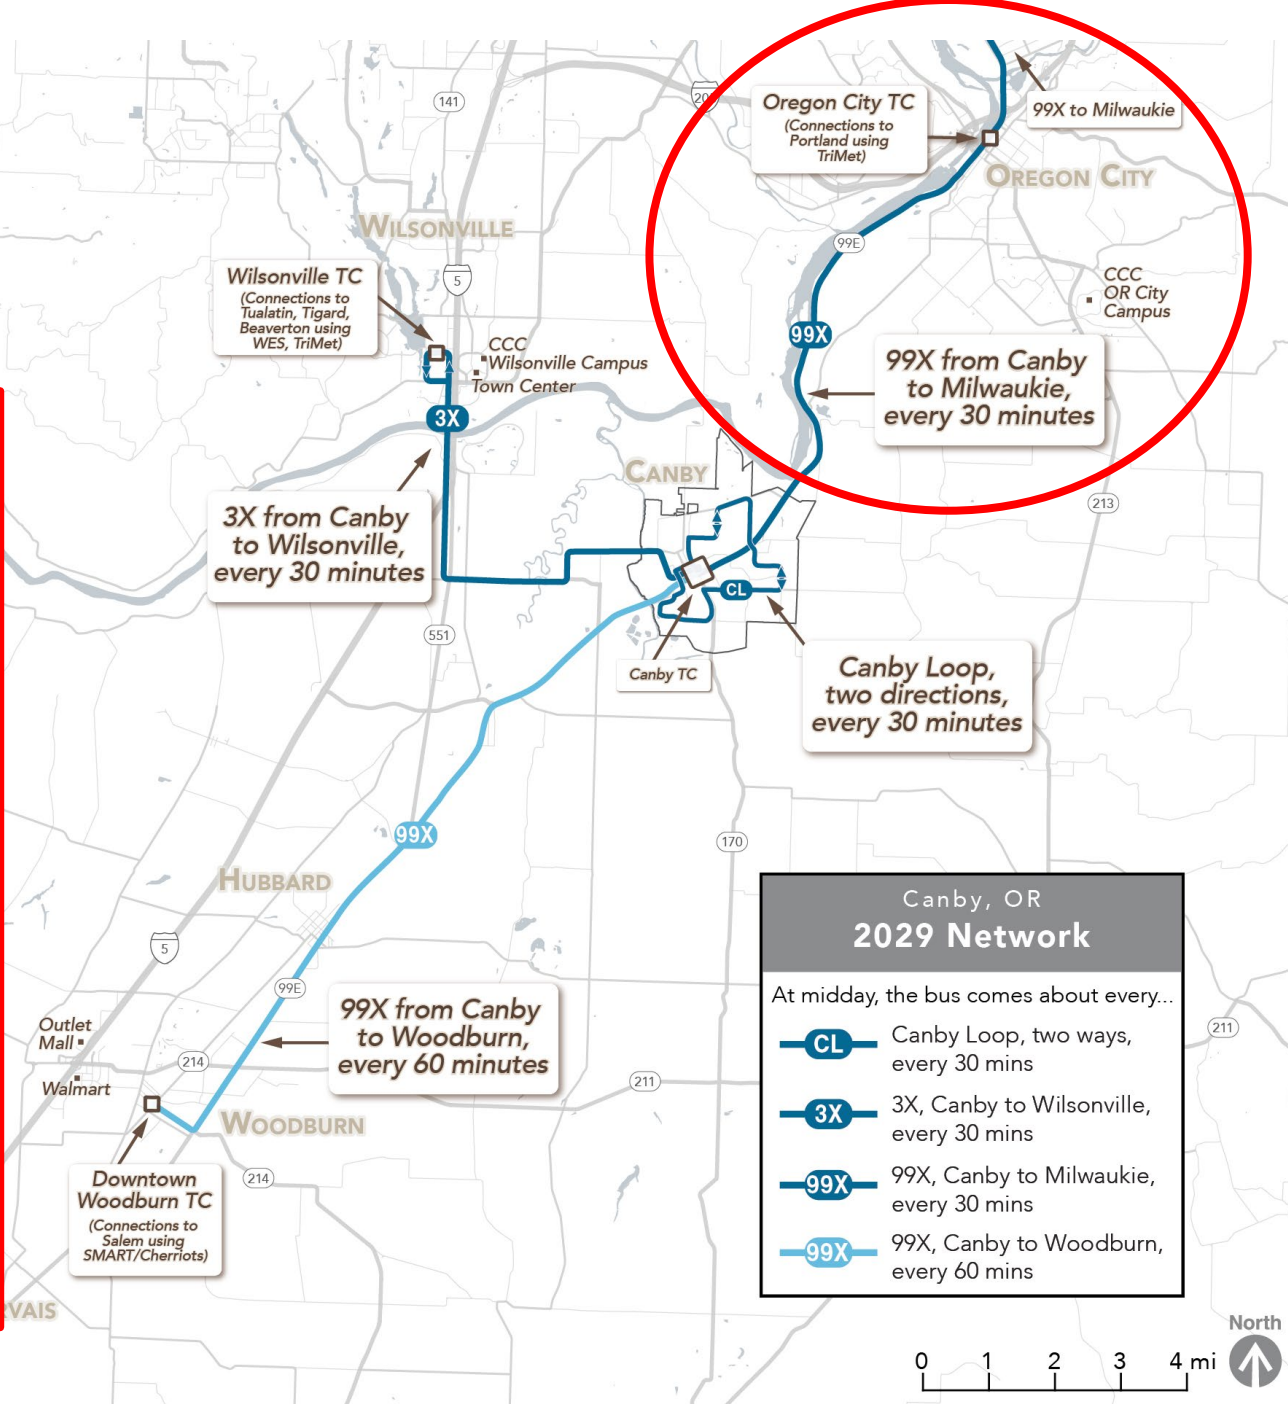 141
205
Oregon City TC
(Connections to
Portland using
TriMet)
99X to Milwaukie
OREGON CITY
WILSONVILLE
99E
Wilsonville TC
(Connections to
Tualatin, Tigard,
Beaverton using
WES, TriMet)
5
CCC
OR City
Campus
CCC
Wilsonville Campus
Town Center
99X
99X from Canby
to Milwaukie,
every 30 minutes
3X
CANBY
213
3X from Canby
to Wilsonville,
every 30 minutes
CL
551
Canby TC
Canby Loop,
two directions,
every 30 minutes
99X
170
HUBBARD
5
99E
99X from Canby
to Woodburn,
every 60 minutes
Outlet
Mall
214
Walmart
211
211
WOODBURN
214
Downtown
Woodburn TC
(Connections to
Salem using
SMART/Cherriots)
RVAIS
Canby, OR
2029 Network
At midday, the bus comes about every...
CL Canby Loop, two ways,
every 30 mins
3X 3X, Canby to Wilsonville,
every 30 mins
99X 99X, Canby to Milwaukie,
every 30 mins
99X 99X, Canby to Woodburn,
every 60 mins
North
0 1 2 3 4 mi